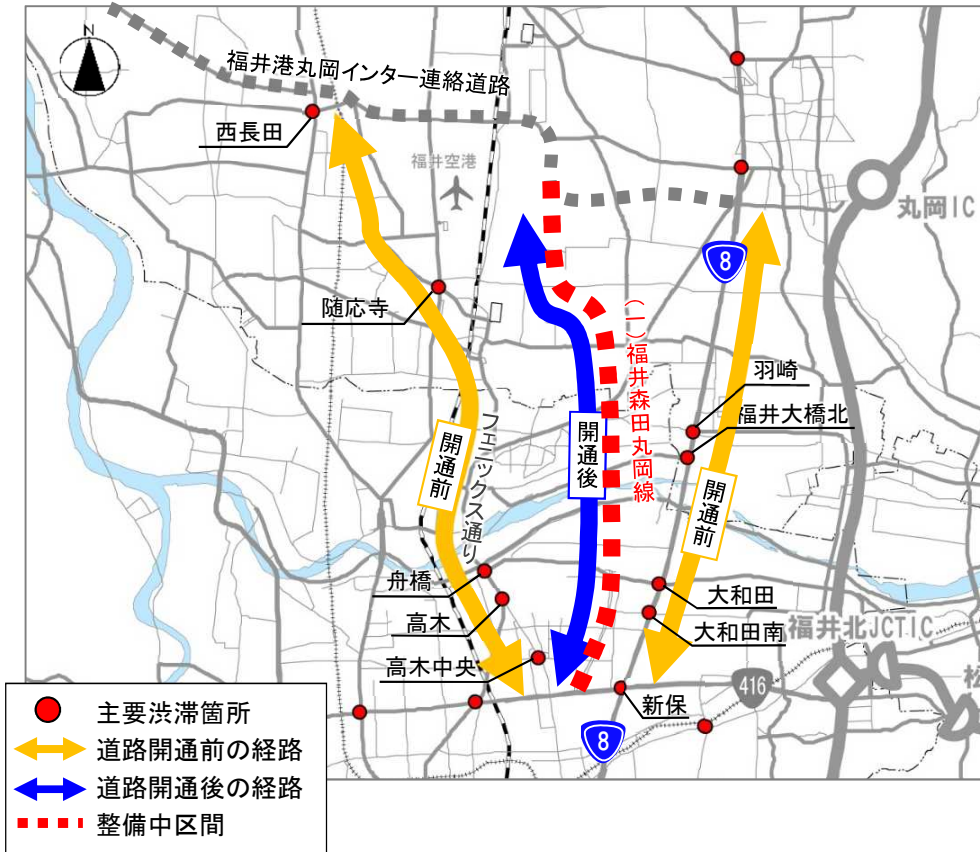 N
福井港丸岡インター連絡道路
西長田
福井空港
丸岡IC
8
随応寺
(一)福井森田丸岡線
羽崎
福井大橋北
フェニックス通り
開通前
開通後
開通前
舟橋
大和田
高木
大和田南
福井北JCTIC
高木中央
松
新保
416
8
主要渋滞箇所
道路開通前の経路
道路開通後の経路
整備中区間